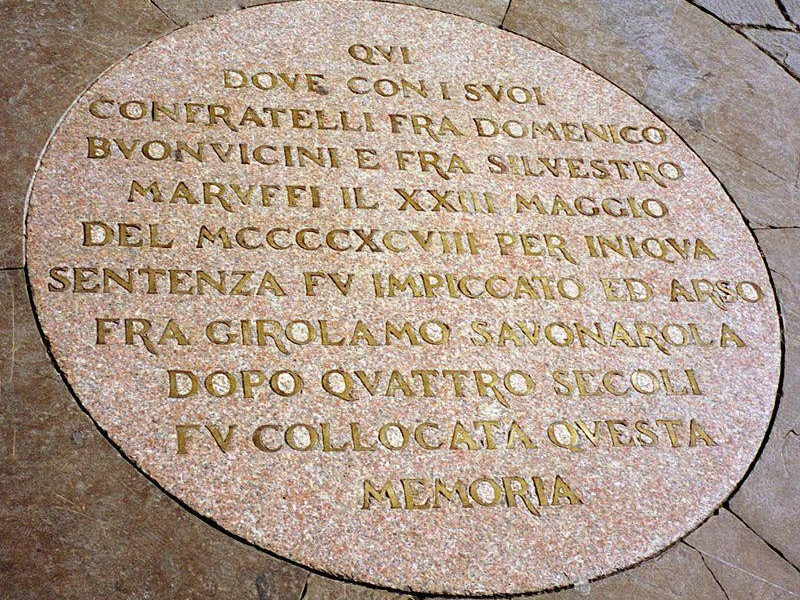 QVI
DOVE CON I SVOI
CONFRATELLI FRA DOMENICO
BVONVICINI E FRA SILVESTRO
MARVFFI IL XXIII MAGGIO
DEL MCCCCXCVIII PER INIQVA
SENTENZA FV IMPICCATO ED ARSO
FRA GIROLAMO SAVONAROLA
DOPO QVATTRO SECOLI
FV COLLOCATA QVESTA
MEMORIA